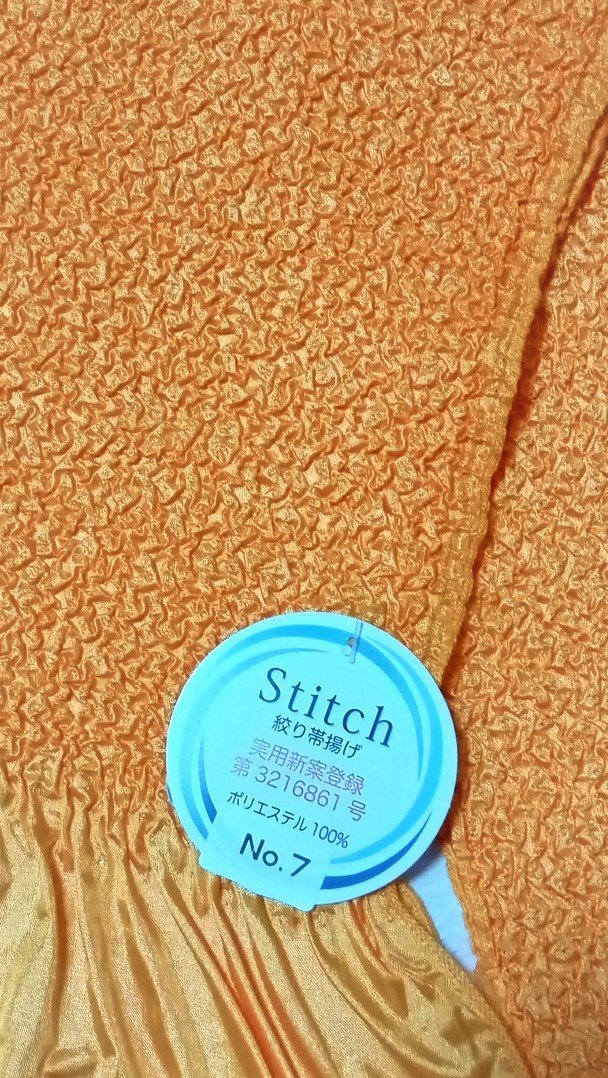 Stitch
絞り帯揚げ
実用新案登録
第 3216861 号
ポリエステル 100%
No. 7